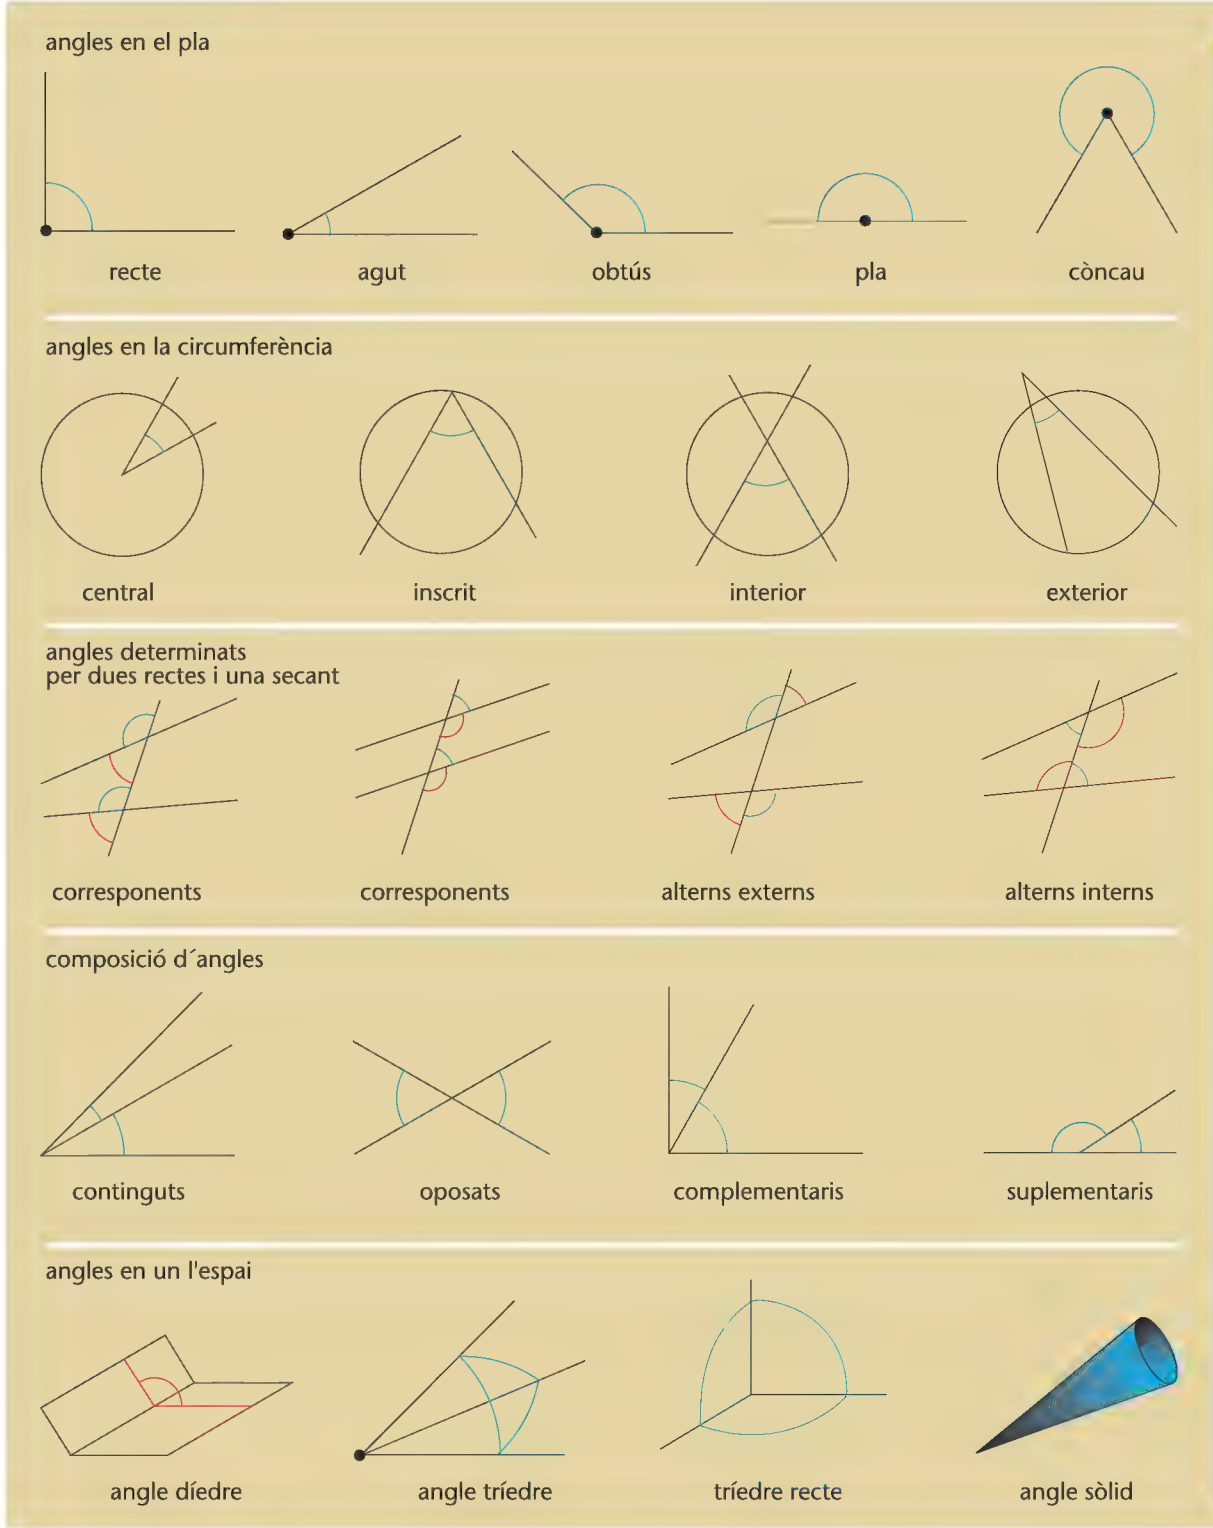 angles en el pla
recte
agut
obtús
pla
còncau
angles en la circumferència
central
inscrit
interior
exterior
angles determinats
per dues rectes i una secant
corresponents
corresponents
alterns externs
alterns interns
composició d´angles
continguts
oposats
complementaris
suplementaris
angles en un l'espai
angle díedre
angle tríedre
tríedre recte
angle sòlid